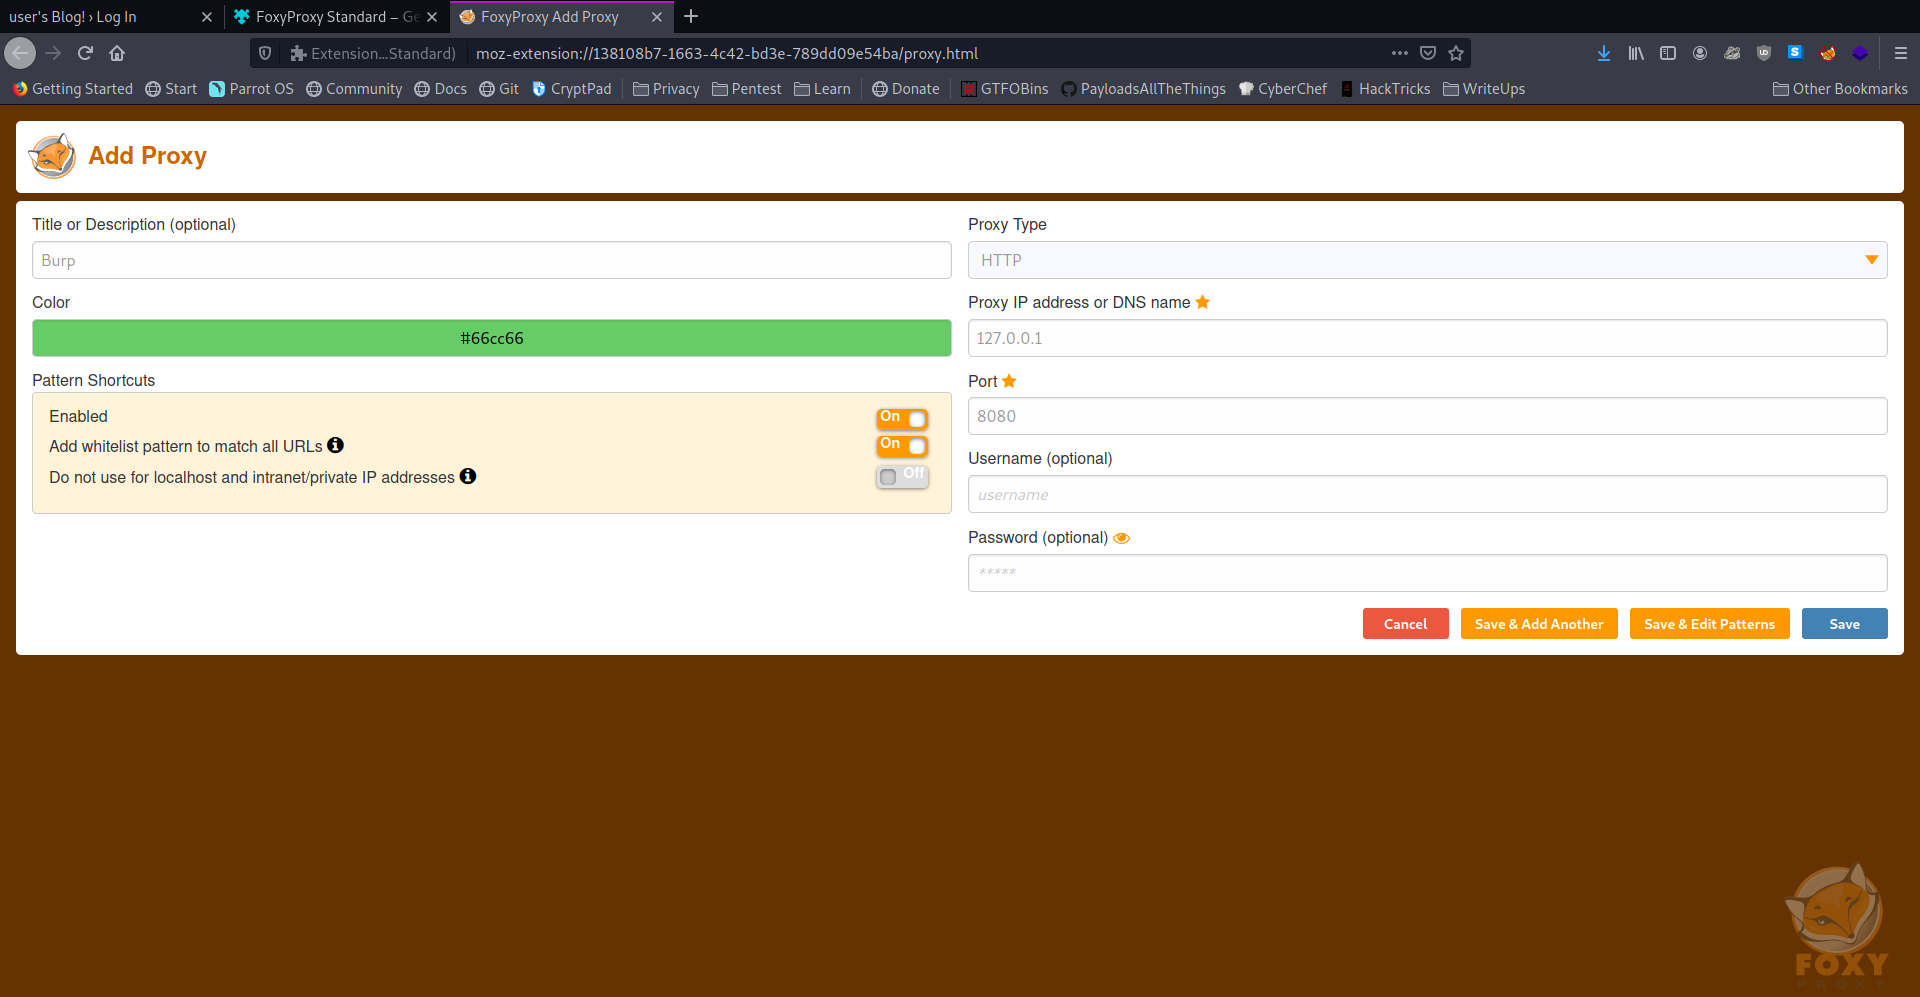 user's Blog! › Log In
FoxyProxy Standard – Ge
FoxyProxy Add Proxy
Extension...Standard)
moz-extension://138108b7-1663-4c42-bd3e-789dd09e54ba/proxy.html
Getting Started
Start
Parrot OS
Community
Docs
Git
CryptPad
Privacy
Pentest
Learn
Donate
GTFOBins
PayloadsAllTheThings
CyberChef
HackTricks
WriteUps
Other Bookmarks
Add Proxy
Title or Description (optional)
Burp
Color
#66cc66
Pattern Shortcuts
Enabled
On
Add whitelist pattern to match all URLs
On
Do not use for localhost and intranet/private IP addresses
Off
Proxy Type
HTTP
Proxy IP address or DNS name
127.0.0.1
Port
8080
Username (optional)
username
Password (optional)
*****
Cancel
Save & Add Another
Save & Edit Patterns
Save
FOXY
PROXY